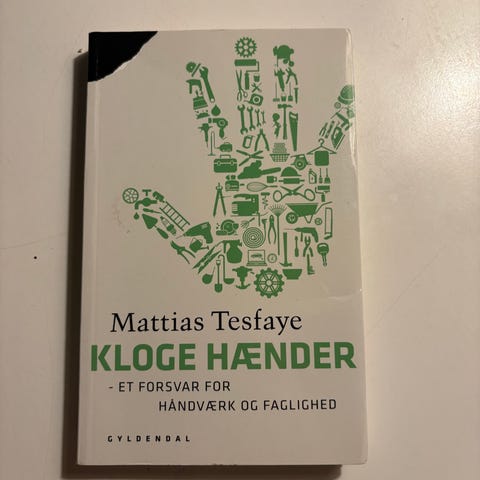 Mattias Tesfaye
KLOGE HÆNDER
- ET FORSVAR FOR
HÅNDVÆRK OG FAGLIGHED
GYLDENDAL